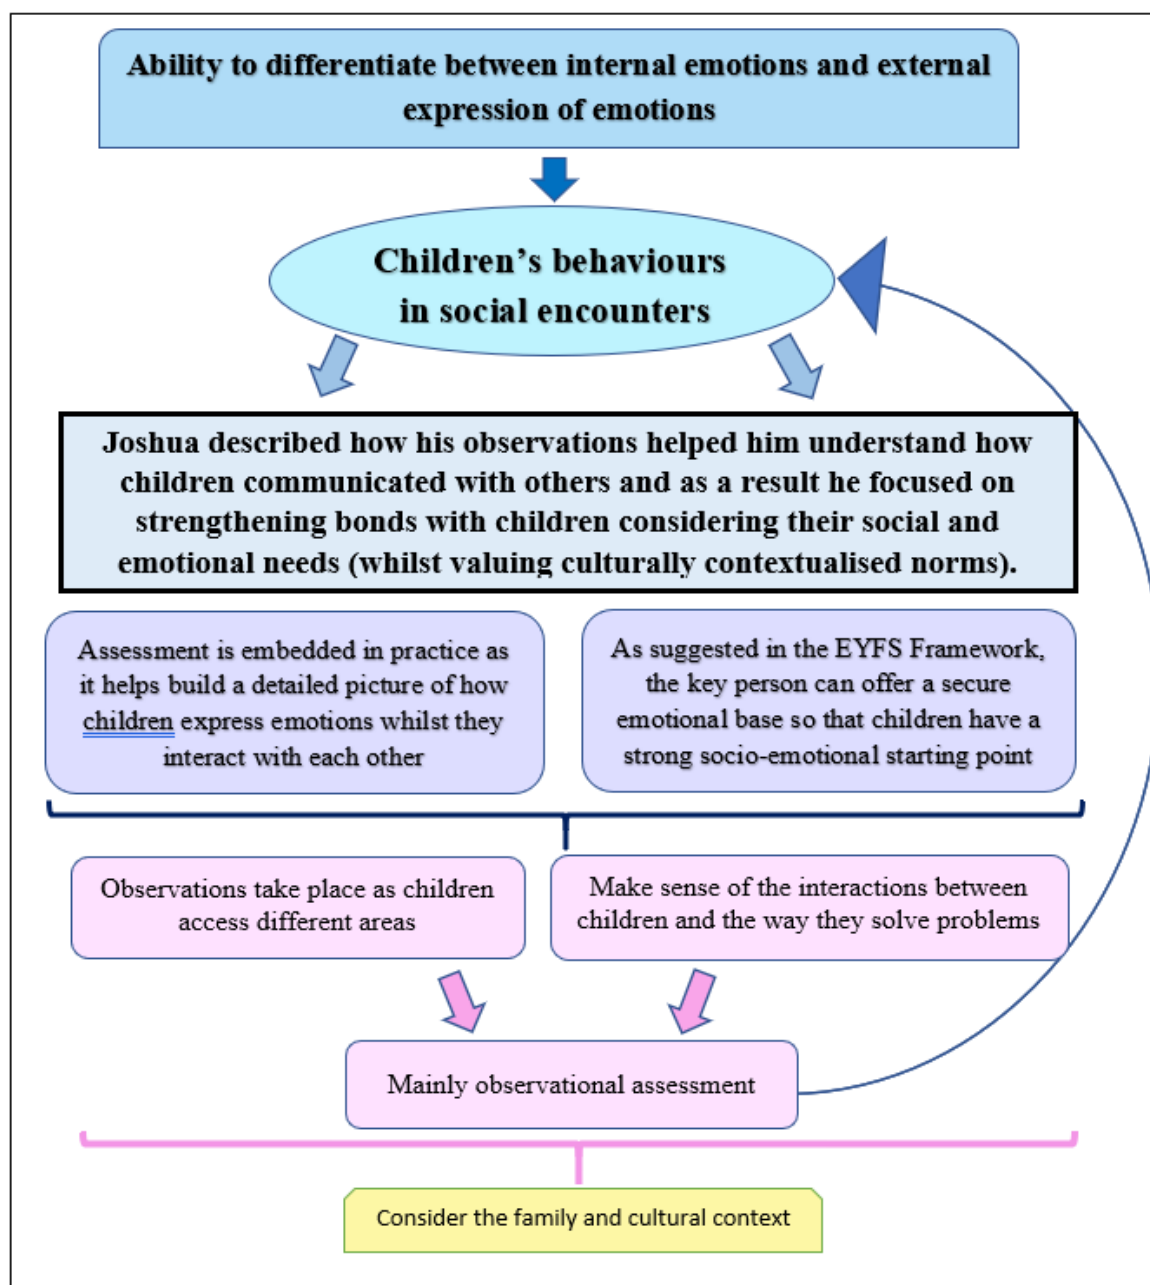 Ability to differentiate between internal emotions and external
expression of emotions
Children’s behaviours
in social encounters
Joshua described how his observations helped him understand how
children communicated with others and as a result he focused on
strengthening bonds with children considering their social and
emotional needs (whilst valuing culturally contextualised norms).
Assessment is embedded in practice as
it helps build a detailed picture of how
children express emotions whilst they
interact with each other
As suggested in the EYFS Framework,
the key person can offer a secure
emotional base so that children have a
strong socio-emotional starting point
Observations take place as children
access different areas
Make sense of the interactions between
children and the way they solve problems
Mainly observational assessment
Consider the family and cultural context